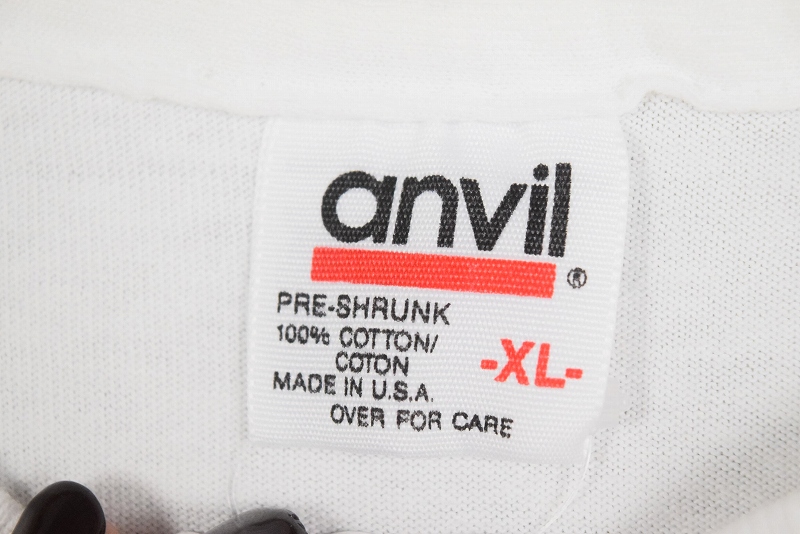 anvil®
PRE-SHRUNK
100% COTTON/
COTON
-XL-
MADE IN U.S.A.
OVER FOR CARE